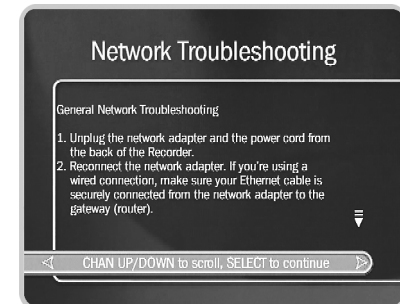 Network Troubleshooting
General Network Troubleshooting
1. Unplug the network adapter and the power cord from
the back of the Recorder.
2. Reconnect the network adapter. If you're using a
wired connection, make sure your Ethernet cable is
securely connected from the network adapter to the
gateway (router).
CHAN UP/DOWN to scroll, SELECT to continue